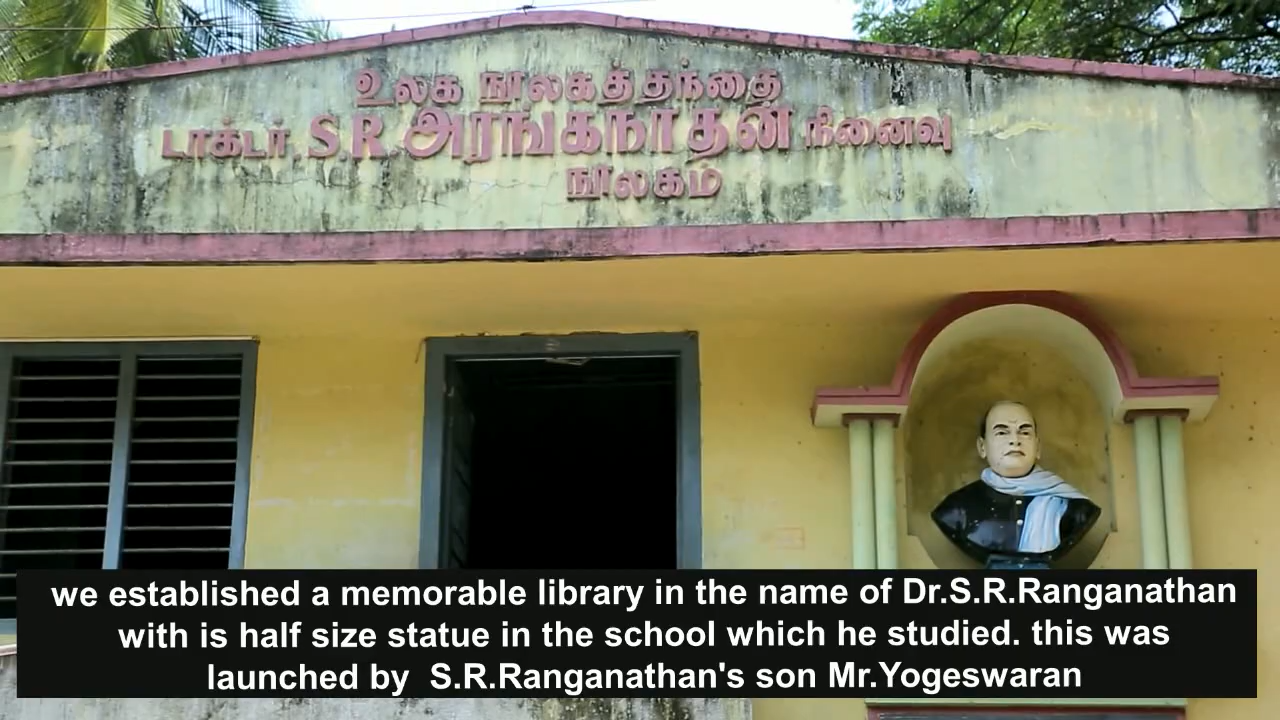 உலக நூலகத்தந்தை
டாக்டர். S.R அரங்கநாதன் நினைவு
நூலகம்
we established a memorable library in the name of Dr.S.R.Ranganathan
with is half size statue in the school which he studied. this was
launched by S.R.Ranganathan's son Mr.Yogeswaran